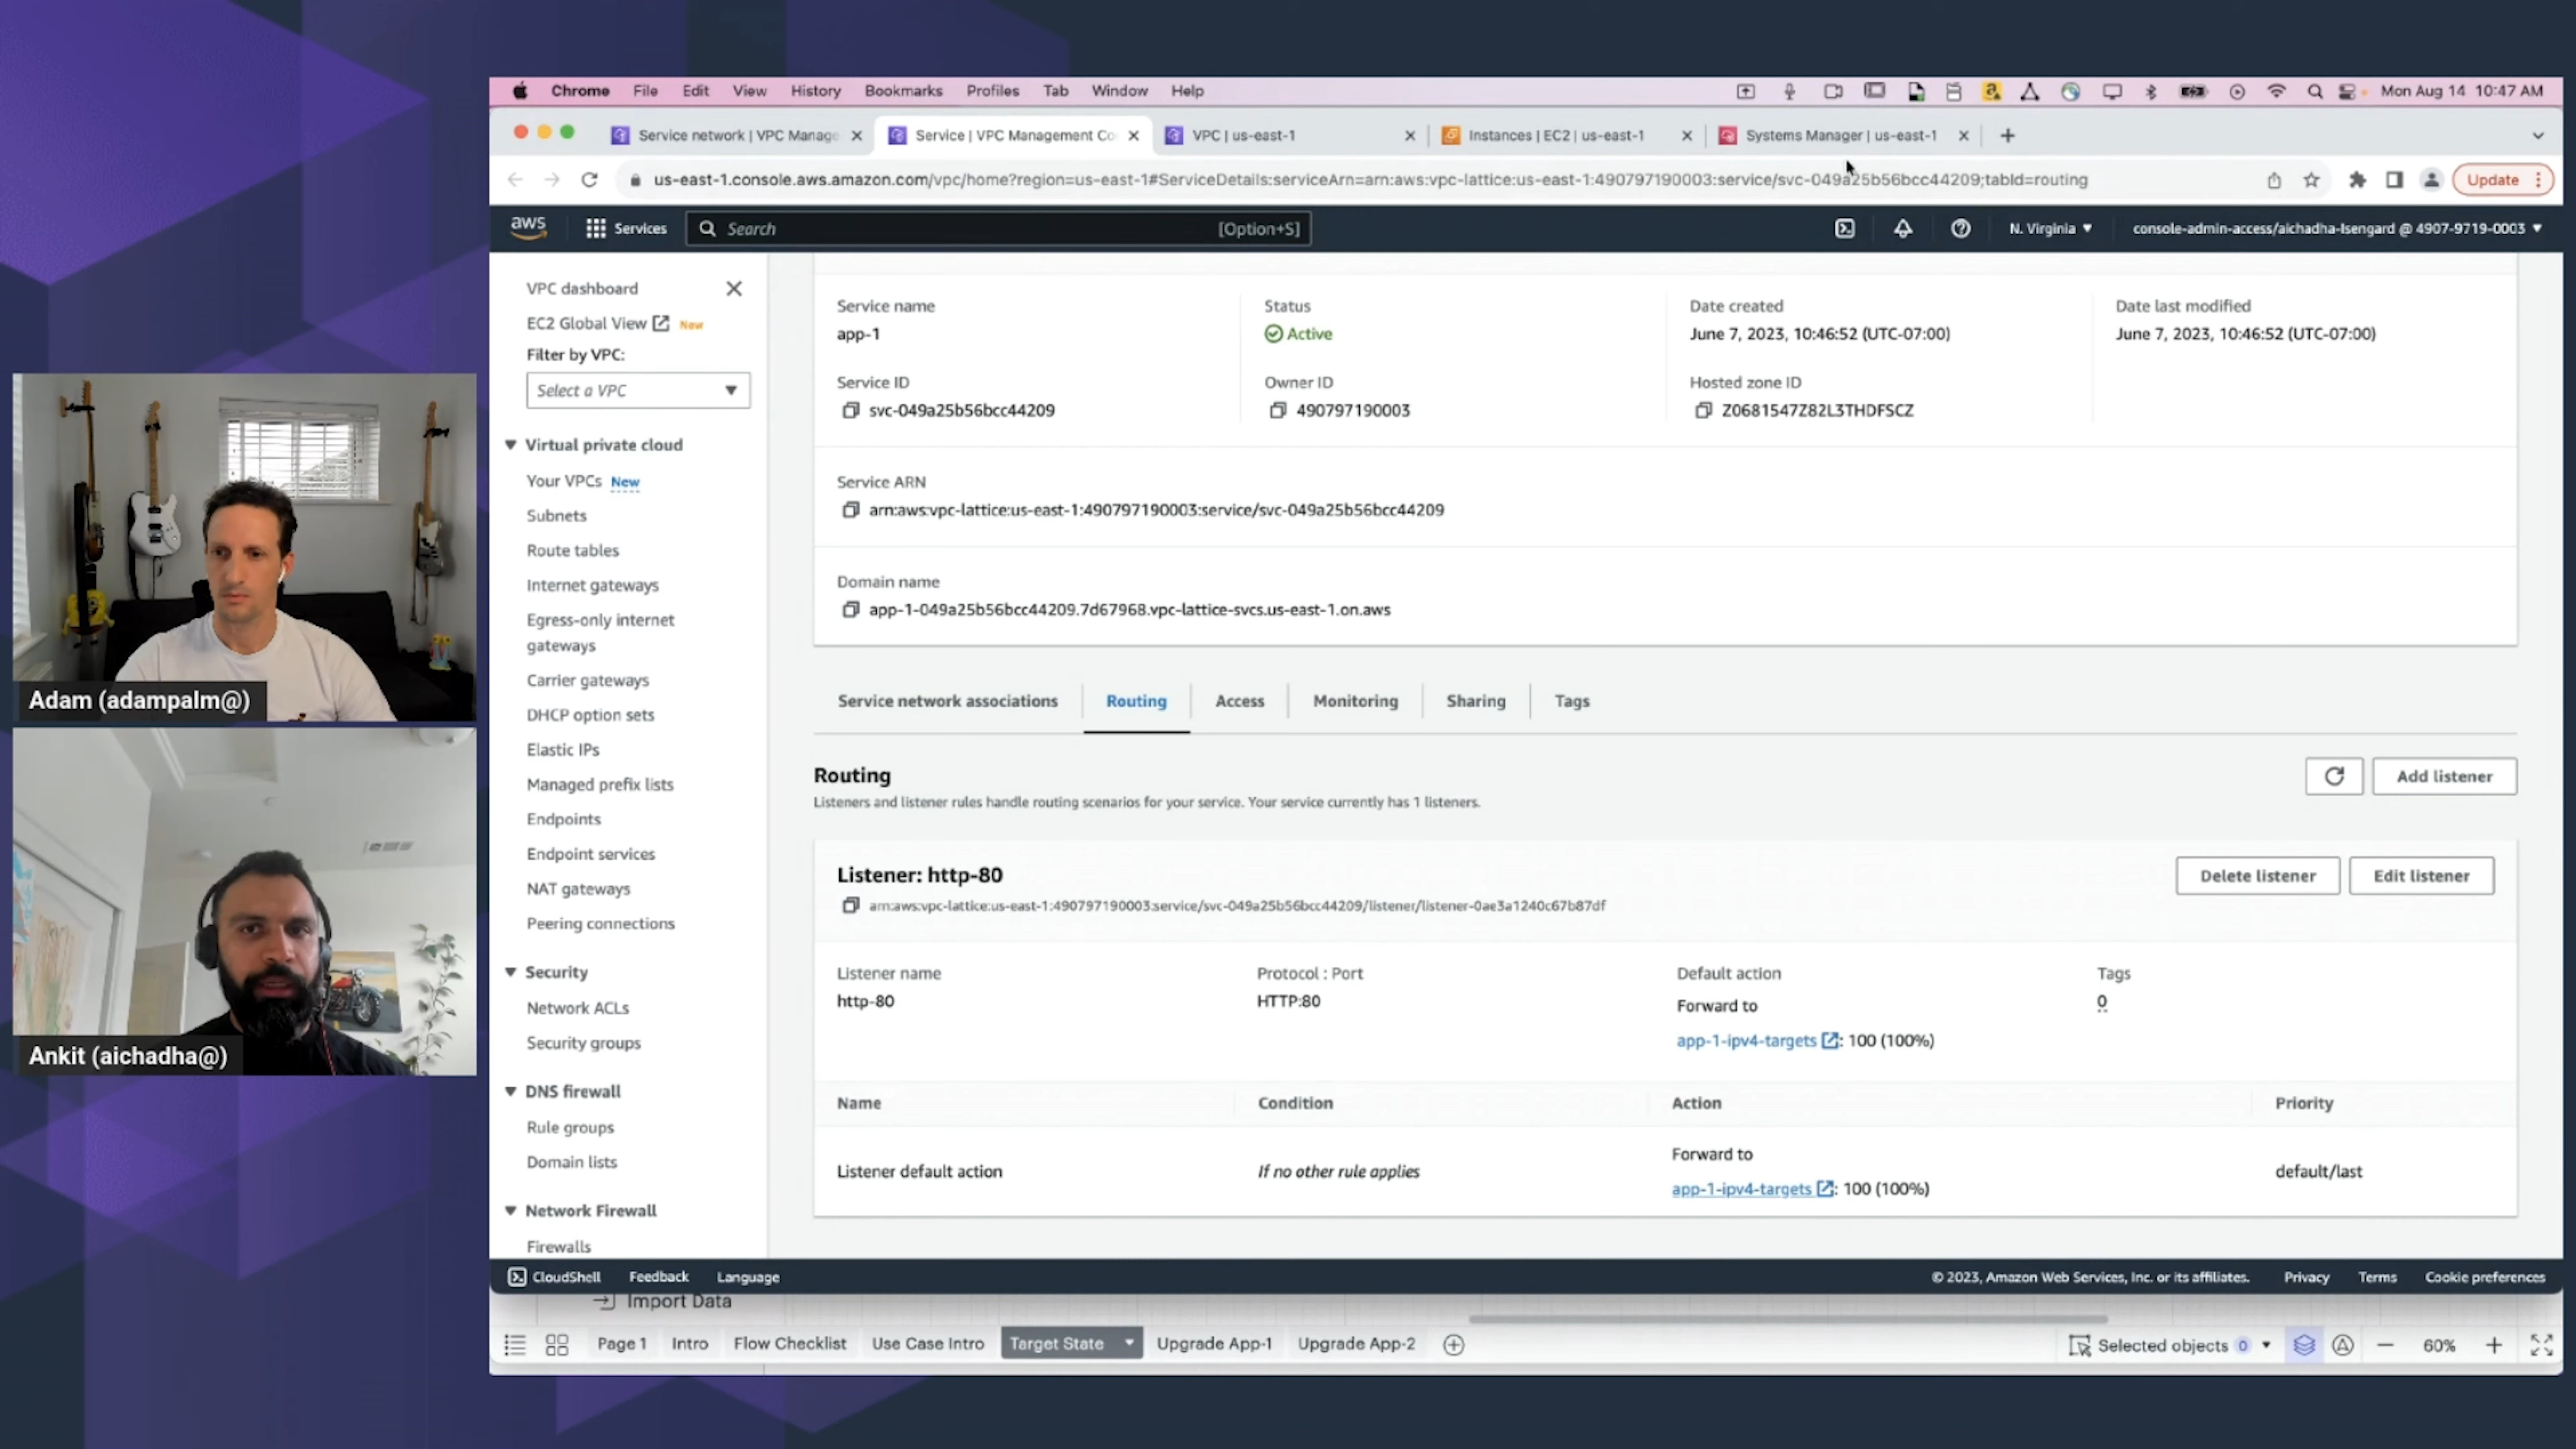 Chrome File Edit View History Bookmarks Profiles Tab Window Help
Mon Aug 14 10:47 AM
Service network | VPC Manage
Service | VPC Management Co
VPC | us-east-1
Instances | EC2 | us-east-1
Systems Manager | us-east-1
us-east-1.console.aws.amazon.com/vpc/home?region=us-east-1#ServiceDetails:serviceArn=arn:aws:vpc-lattice:us-east-1:490797190003:service/svc-049a25b56bcc44209;tabId=routing
Update
aws
Services
Search
[Option+S]
N. Virginia
console-admin-access/aichadha-Isengard @ 4907-9719-0003
VPC dashboard
EC2 Global View New
Filter by VPC:
Select a VPC
Virtual private cloud
Your VPCs New
Subnets
Route tables
Internet gateways
Egress-only internet
gateways
Carrier gateways
DHCP option sets
Elastic IPs
Managed prefix lists
Endpoints
Endpoint services
NAT gateways
Peering connections
Security
Network ACLs
Security groups
DNS firewall
Rule groups
Domain lists
Network Firewall
Firewalls
Service name
app-1
Status
Active
Date created
June 7, 2023, 10:46:52 (UTC-07:00)
Date last modified
June 7, 2023, 10:46:52 (UTC-07:00)
Service ID
svc-049a25b56bcc44209
Owner ID
490797190003
Hosted zone ID
Z0681547Z82L3THDFSCZ
Service ARN
arn:aws:vpc-lattice:us-east-1:490797190003:service/svc-049a25b56bcc44209
Domain name
app-1-049a25b56bcc44209.7d67968.vpc-lattice-svcs.us-east-1.on.aws
Service network associations
Routing
Access
Monitoring
Sharing
Tags
Routing
Listeners and listener rules handle routing scenarios for your service. Your service currently has 1 listeners.
Add listener
Listener: http-80
arn:aws:vpc-lattice:us-east-1:490797190003:service/svc-049a25b56bcc44209/listener/listener-0ae3a1240c67b87df
Delete listener
Edit listener
Listener name
http-80
Protocol : Port
HTTP:80
Default action
Forward to
app-1-ipv4-targets : 100 (100%)
Tags
0
Name
Condition
Action
Priority
Listener default action
If no other rule applies
Forward to
app-1-ipv4-targets : 100 (100%)
default/last
CloudShell
Feedback
Language
© 2023, Amazon Web Services, Inc. or its affiliates.
Privacy
Terms
Cookie preferences
Import Data
Page 1
Intro
Flow Checklist
Use Case Intro
Target State
Upgrade App-1
Upgrade App-2
Selected objects 0
60%
Adam (adampalm@)
Ankit (aichadha@)